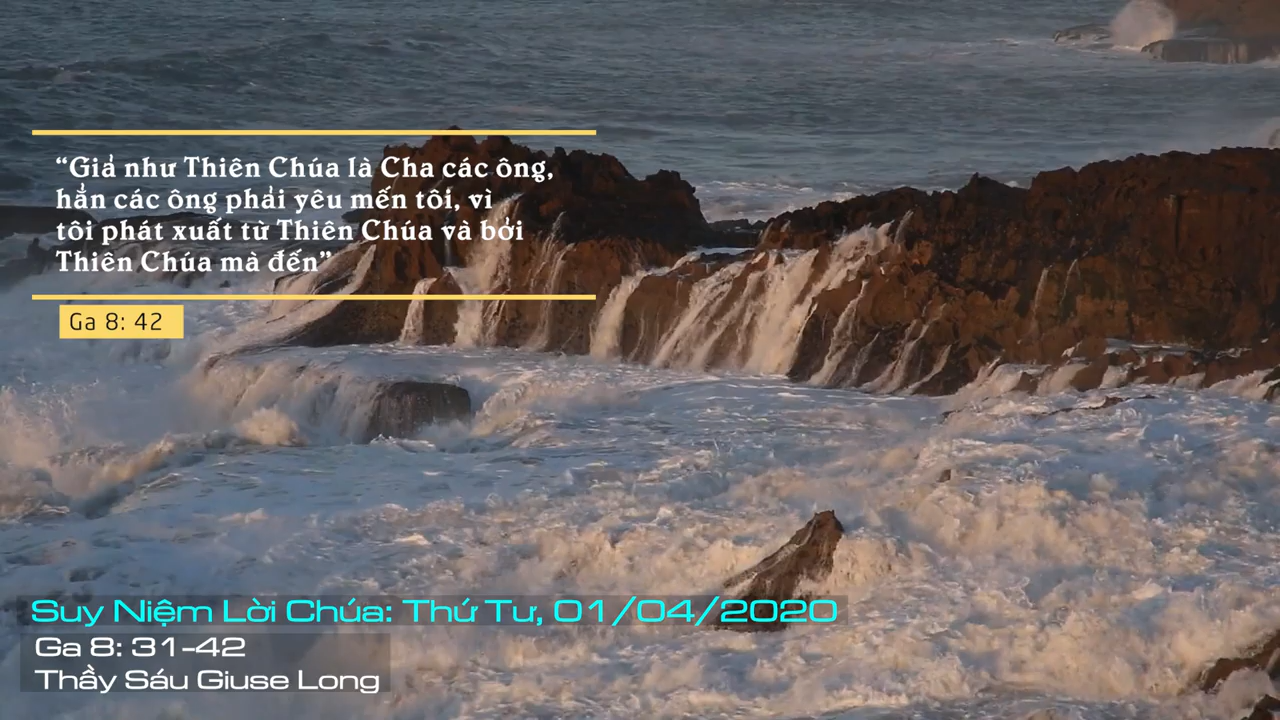 “Giả như Thiên Chúa là Cha các ông,
hẳn các ông phải yêu mến tôi, vì
tôi phát xuất từ Thiên Chúa và bởi
Thiên Chúa mà đến”
Ga 8: 42
Suy Niệm Lời Chúa: Thứ Tư, 01/04/2020
Ga 8: 31-42
Thầy Sáu Giuse Long